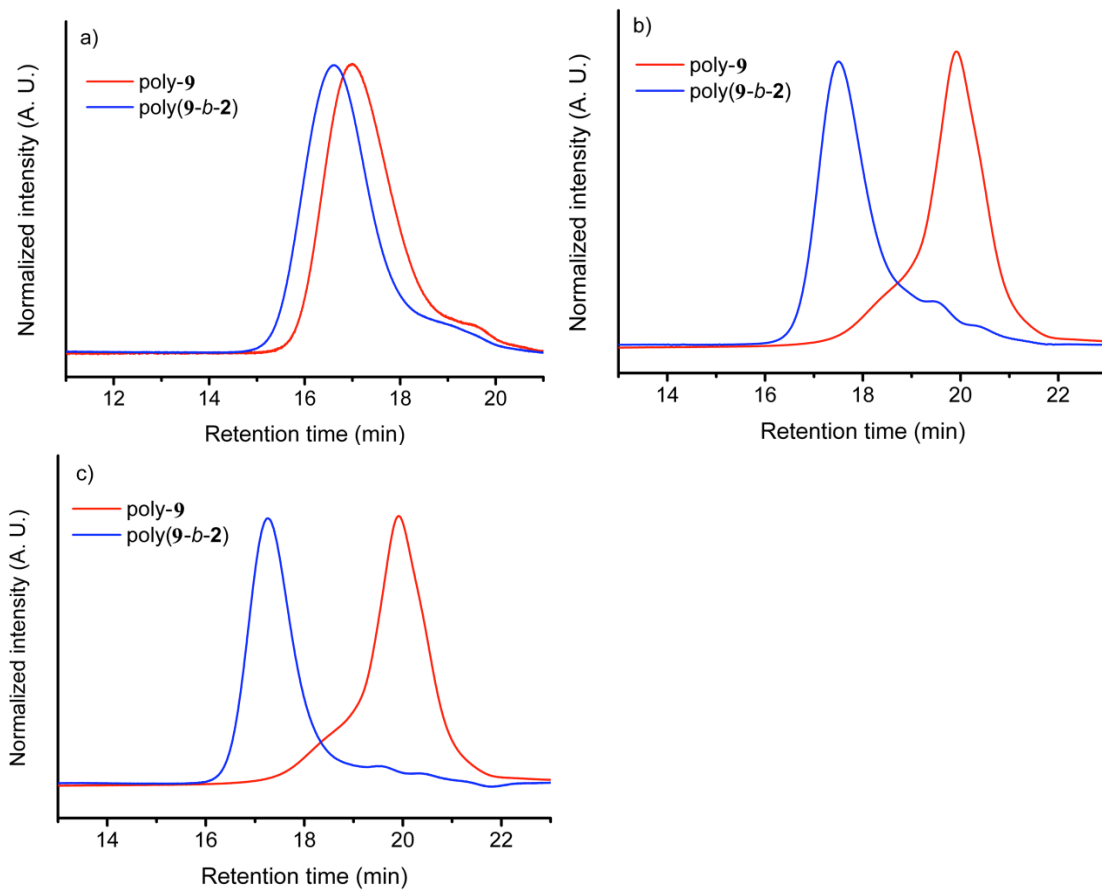 a)
poly-9
poly(9-b-2)
Normalized intensity (A. U.)
12 14 16 18 20
Retention time (min)
b)
poly-9
poly(9-b-2)
Normalized intensity (A. U.)
14 16 18 20 22
Retention time (min)
c)
poly-9
poly(9-b-2)
Normalized intensity (A. U.)
14 16 18 20 22
Retention time (min)